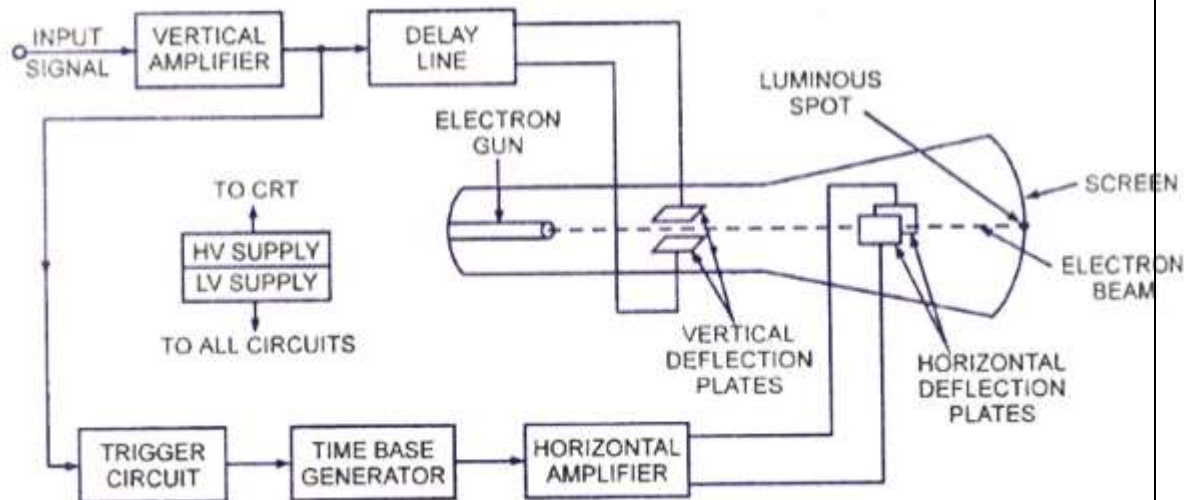 INPUT
SIGNAL
VERTICAL
AMPLIFIER
DELAY
LINE
LUMINOUS
SPOT
ELECTRON
GUN
SCREEN
TO CRT
HV SUPPLY
LV SUPPLY
TO ALL CIRCUITS
ELECTRON
BEAM
VERTICAL
DEFLECTION
PLATES
HORIZONTAL
DEFLECTION
PLATES
TRIGGER
CIRCUIT
TIME BASE
GENERATOR
HORIZONTAL
AMPLIFIER